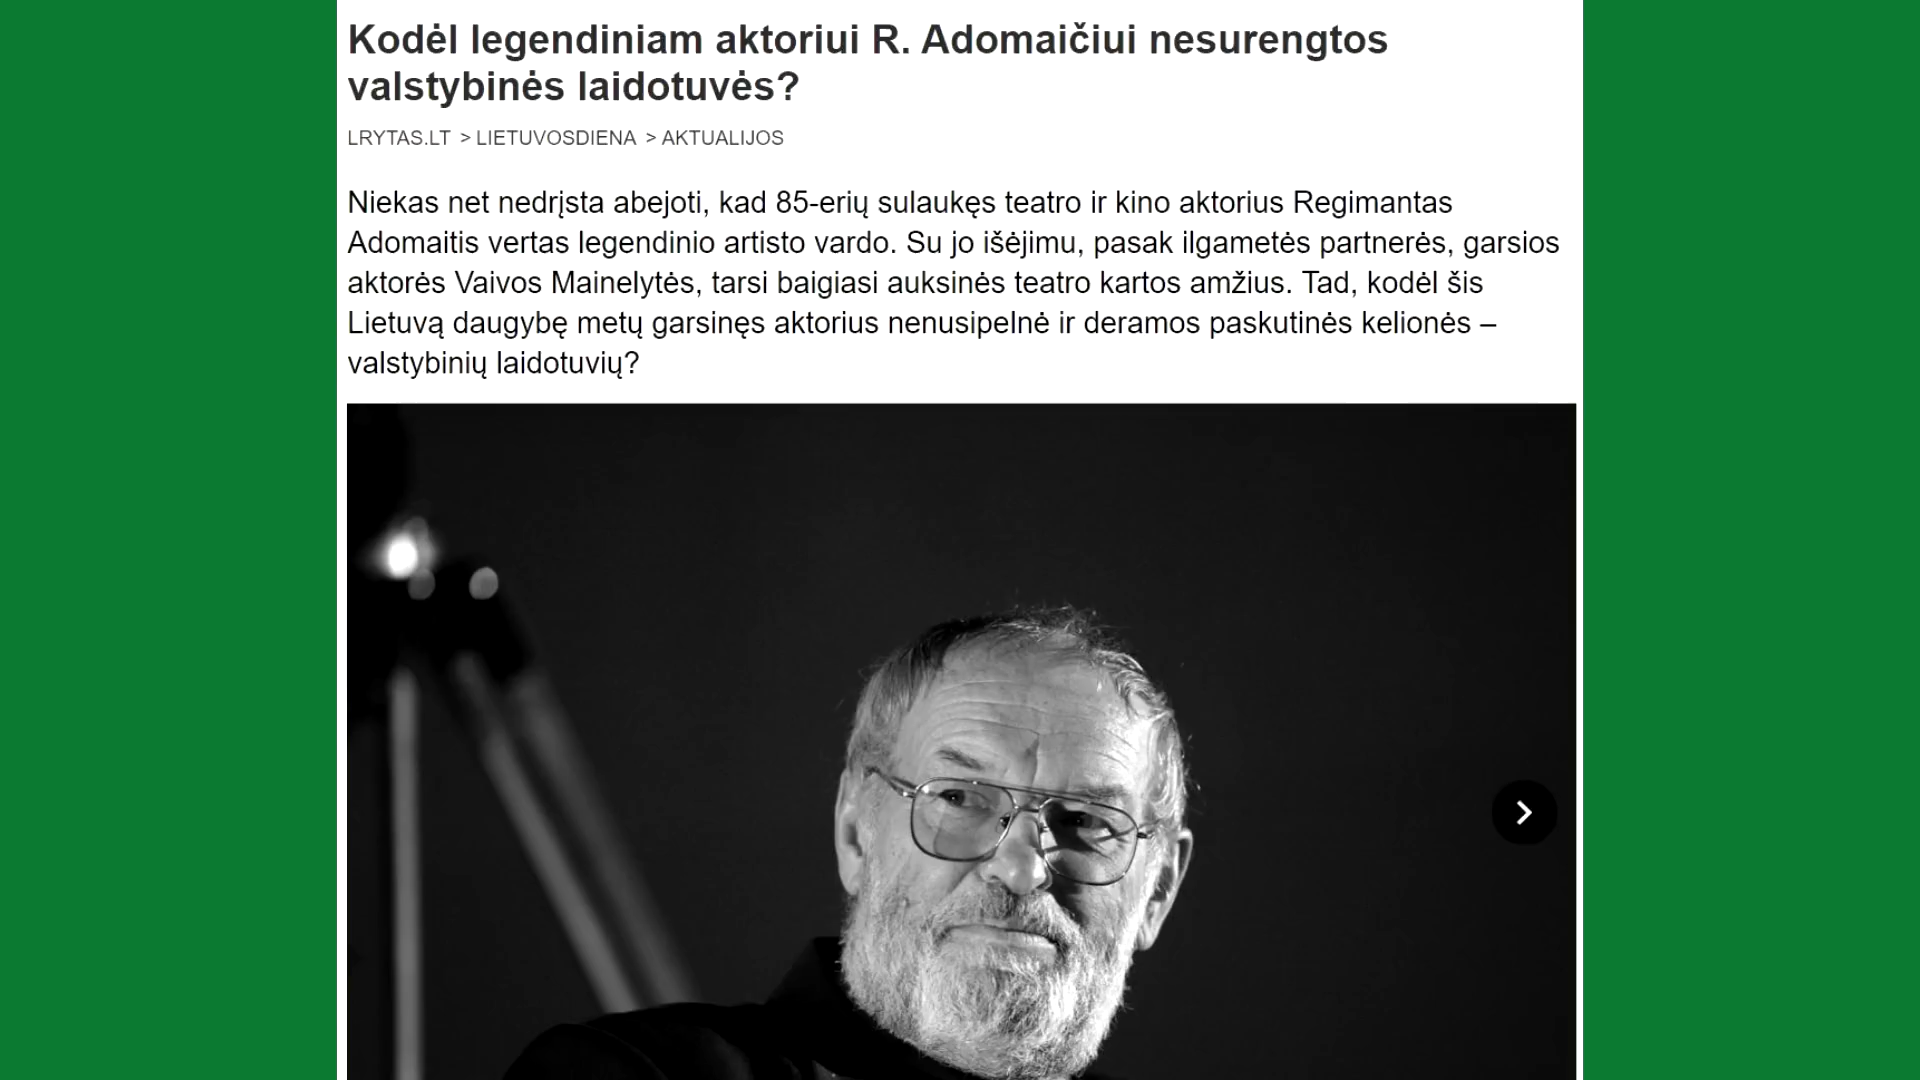 Kodėl legendiniam aktoriui R. Adomaičiui nesurengtos
valstybinės laidotuvės?
LRYTAS.LT > LIETUVOSDIENA > AKTUALIJOS
Niekas net nedrįsta abejoti, kad 85-erių sulaukęs teatro ir kino aktorius Regimantas
Adomaitis vertas legendinio artisto vardo. Su jo išėjimu, pasak ilgametės partnerės, garsios
aktorės Vaivos Mainelytės, tarsi baigiasi auksinės teatro kartos amžius. Tad, kodėl šis
Lietuvą daugybę metų garsinęs aktorius nenusipelnė ir deramos paskutinės kelionės –
valstybinių laidotuvių?